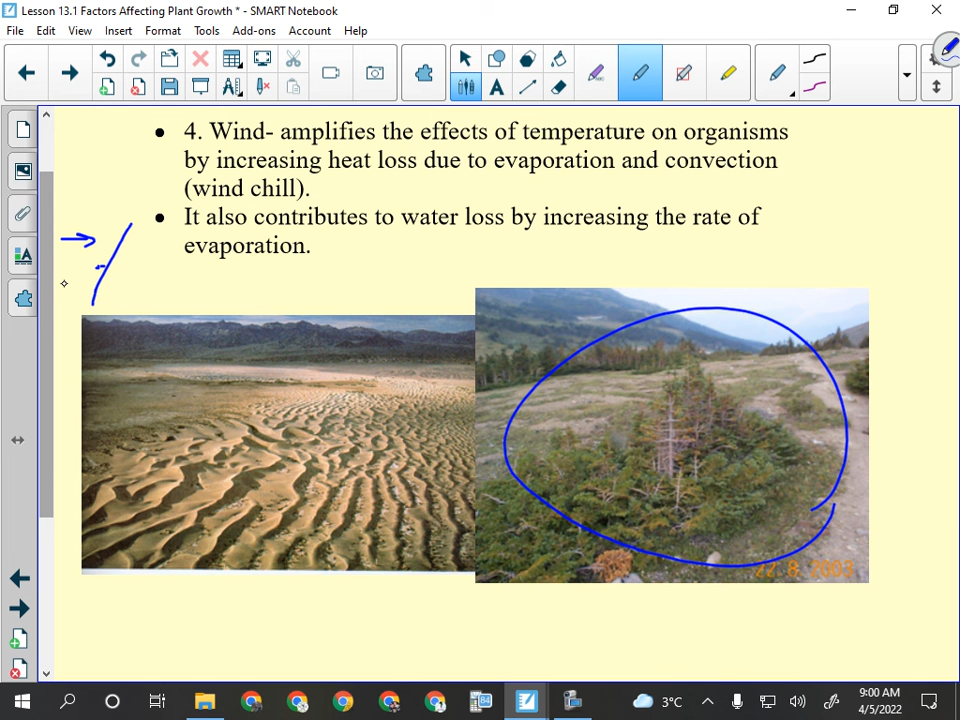 Lesson 13.1 Factors Affecting Plant Growth * - SMART Notebook
File Edit View Insert Format Tools Add-ons Account Help
• 4. Wind- amplifies the effects of temperature on organisms
by increasing heat loss due to evaporation and convection
(wind chill).
• It also contributes to water loss by increasing the rate of
evaporation.
22.8.2003
3°C
9:00 AM
4/5/2022